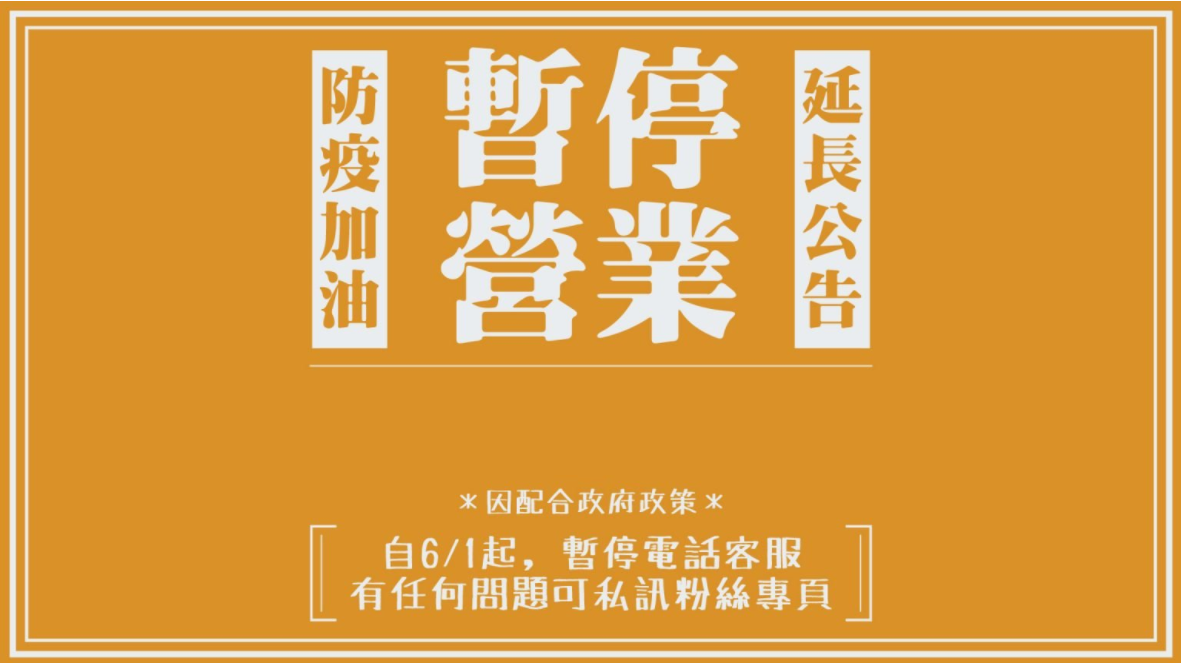 防疫加油
暫停
營業
延長公告
*因配合政府政策*
自6/1起，暫停電話客服
有任何問題可私訊粉絲專頁